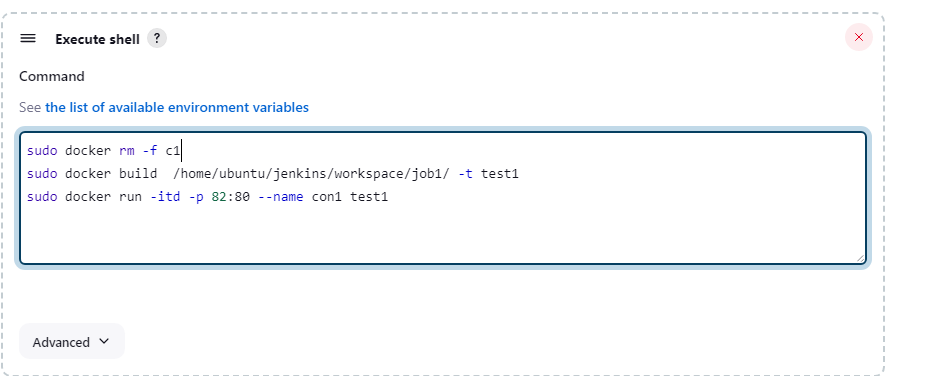 Execute shell ?
Command
See the list of available environment variables
sudo docker rm -f c1
sudo docker build  /home/ubuntu/jenkins/workspace/job1/ -t test1
sudo docker run -itd -p 82:80 --name con1 test1
Advanced